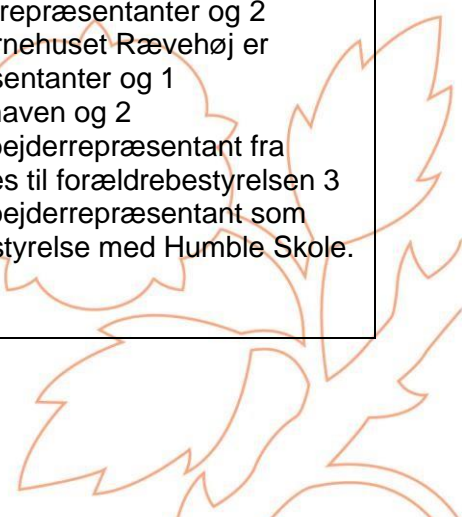 repræsentanter og 2
rnehuset Rævehøj er
sentanter og 1
haven og 2
bejderrepræsentant fra
es til forældrebestyrelsen 3
bejderrepræsentant som
styrelse med Humble Skole.